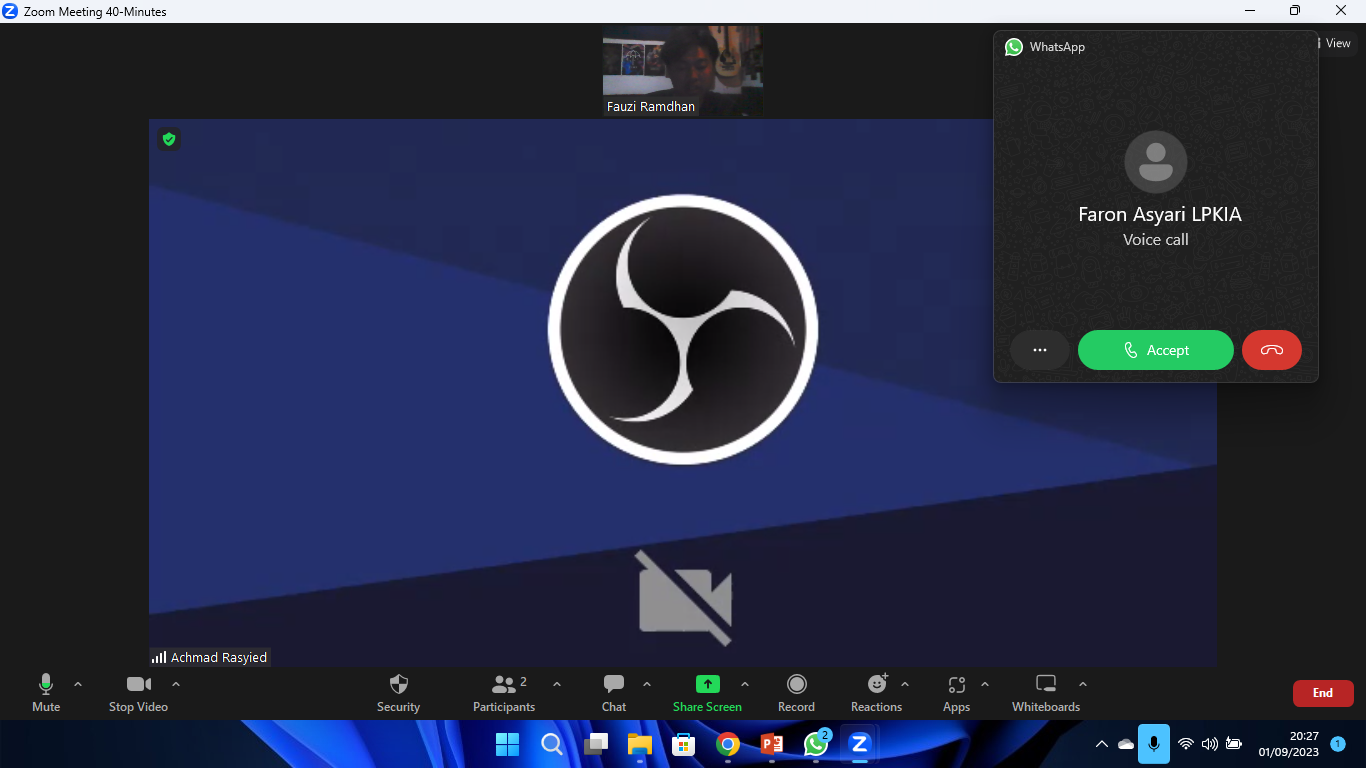 Zoom Meeting 40-Minutes
View
Fauzi Ramdhan
WhatsApp
Faron Asyari LPKIA
Voice call
Accept
Achmad Rasyied
Mute
Stop Video
Security
Participants
2
Chat
Share Screen
Record
Reactions
Apps
Whiteboards
End
2
20:27
01/09/2023
1